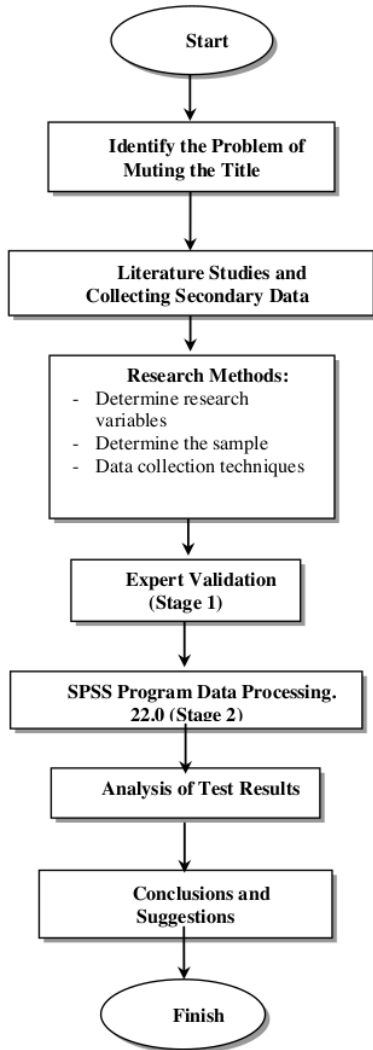 Start
Identify the Problem of
Muting the Title
Literature Studies and
Collecting Secondary Data
Research Methods:
- Determine research
variables
- Determine the sample
- Data collection techniques
Expert Validation
(Stage 1)
SPSS Program Data Processing.
22.0 (Stage 2)
Analysis of Test Results
Conclusions and
Suggestions
Finish